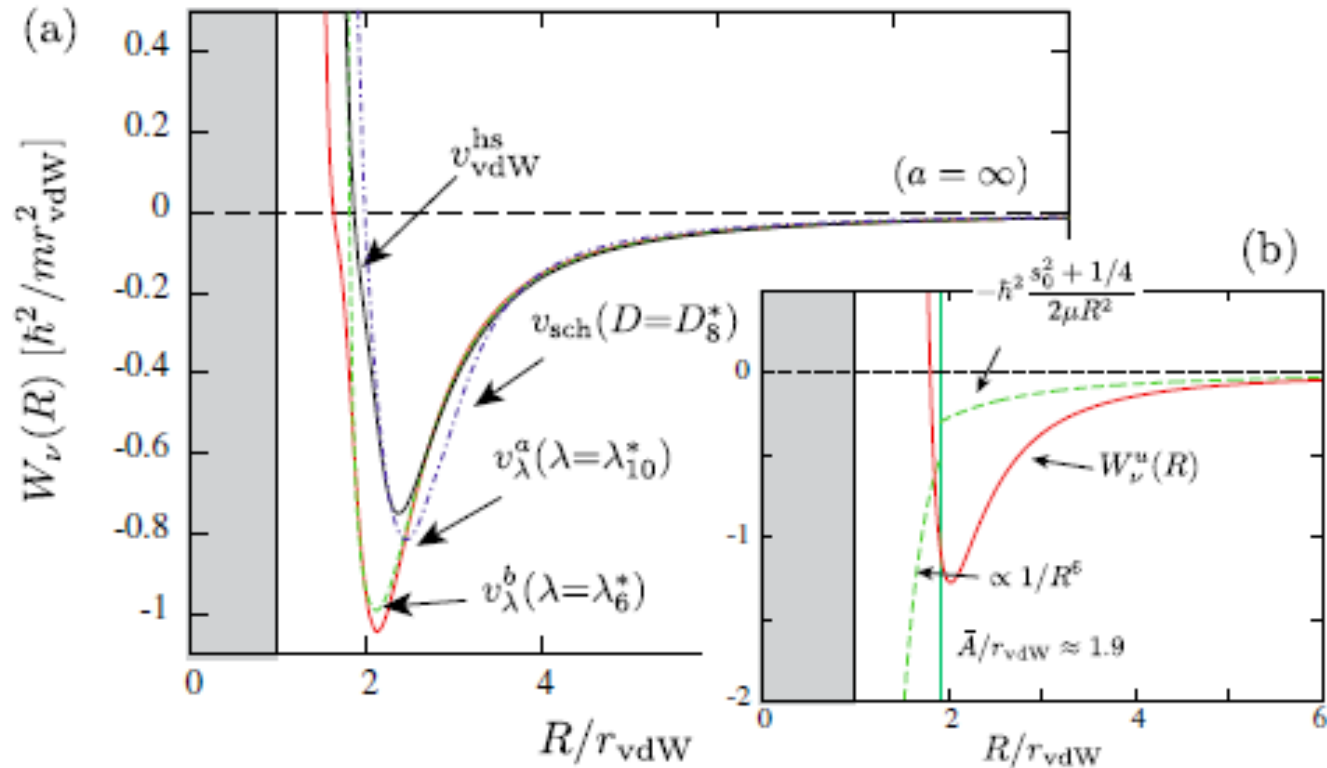 (a)
0.4
0.2
0
-0.2
-0.4
-0.6
-0.8
-1
W_ν(R) [ħ²/mr²_vdW]
v^hs_vdW
(a = ∞)
v_sch(D=D*_8)
v^a_λ(λ=λ*_10)
v^b_λ(λ=λ*_6)
0 2 4
R/r_vdW
(b)
-ħ² (s_0² + 1/4)/(2μR²)
0
-1
-2
W^u_ν(R)
∝ 1/R⁶
Ā/r_vdW ≈ 1.9
0 2 4 6
R/r_vdW